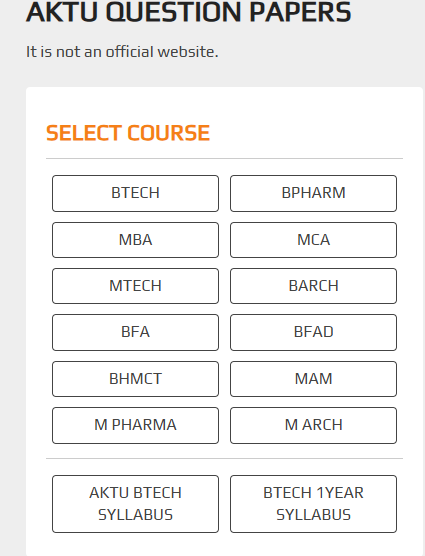 AKTU QUESTION PAPERS
It is not an official website.
SELECT COURSE
BTECH
BPHARM
MBA
MCA
MTECH
BARCH
BFA
BFAD
BHMCT
MAM
M PHARMA
M ARCH
AKTU BTECH
SYLLABUS
BTECH 1YEAR
SYLLABUS